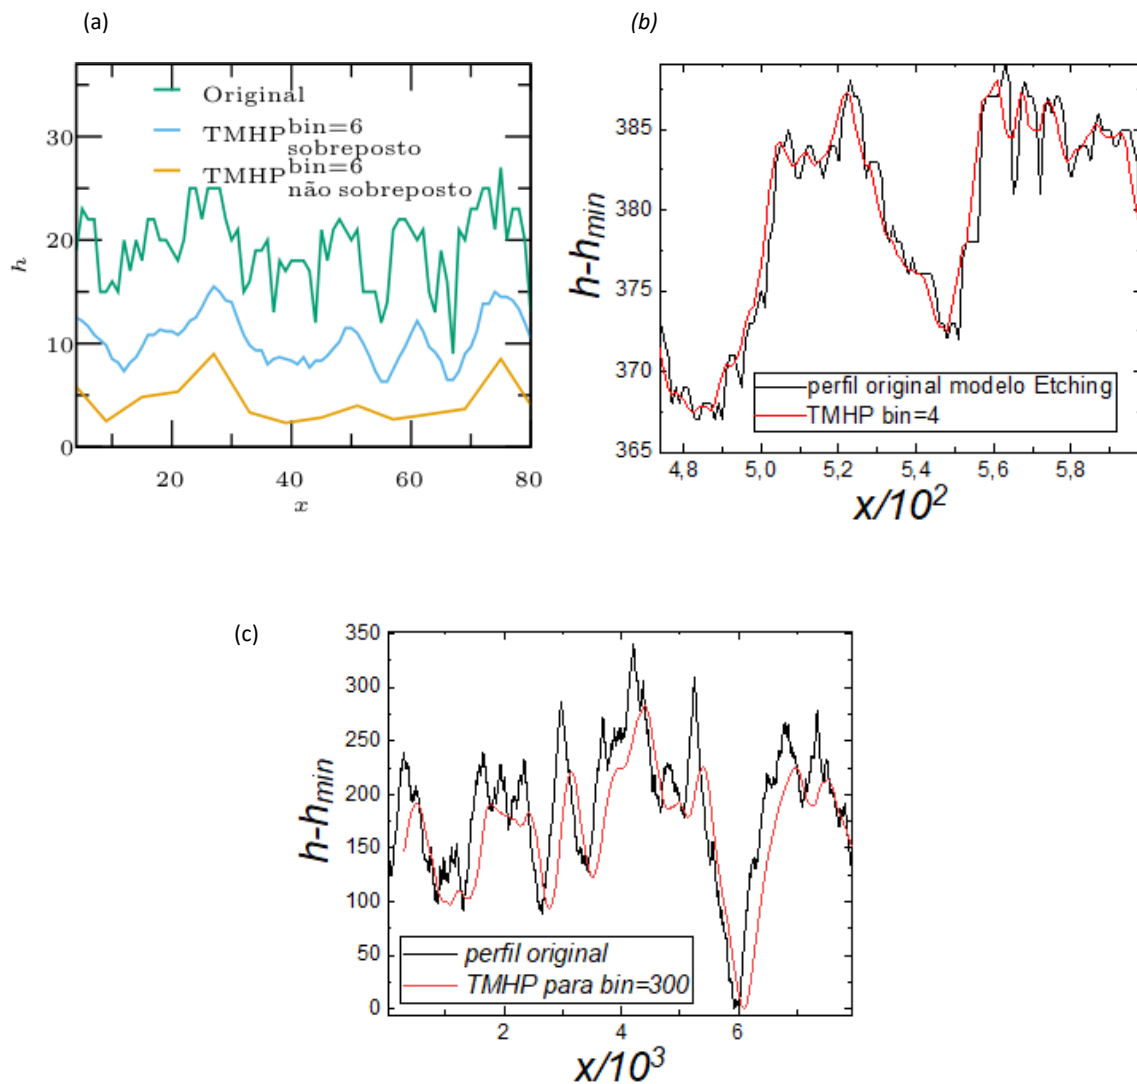 (a)
Original
TMHP bin=6 sobreposto
TMHP bin=6 não sobreposto
30
20
10
0
h
20
40
60
80
x
(b)
385
380
375
370
365
h-hmin
perfil original modelo Etching
TMHP bin=4
4,8
5,0
5,2
5,4
5,6
5,8
x/10²
(c)
350
300
250
200
150
100
50
0
h-hmin
perfil original
TMHP para bin=300
2
4
6
x/10³